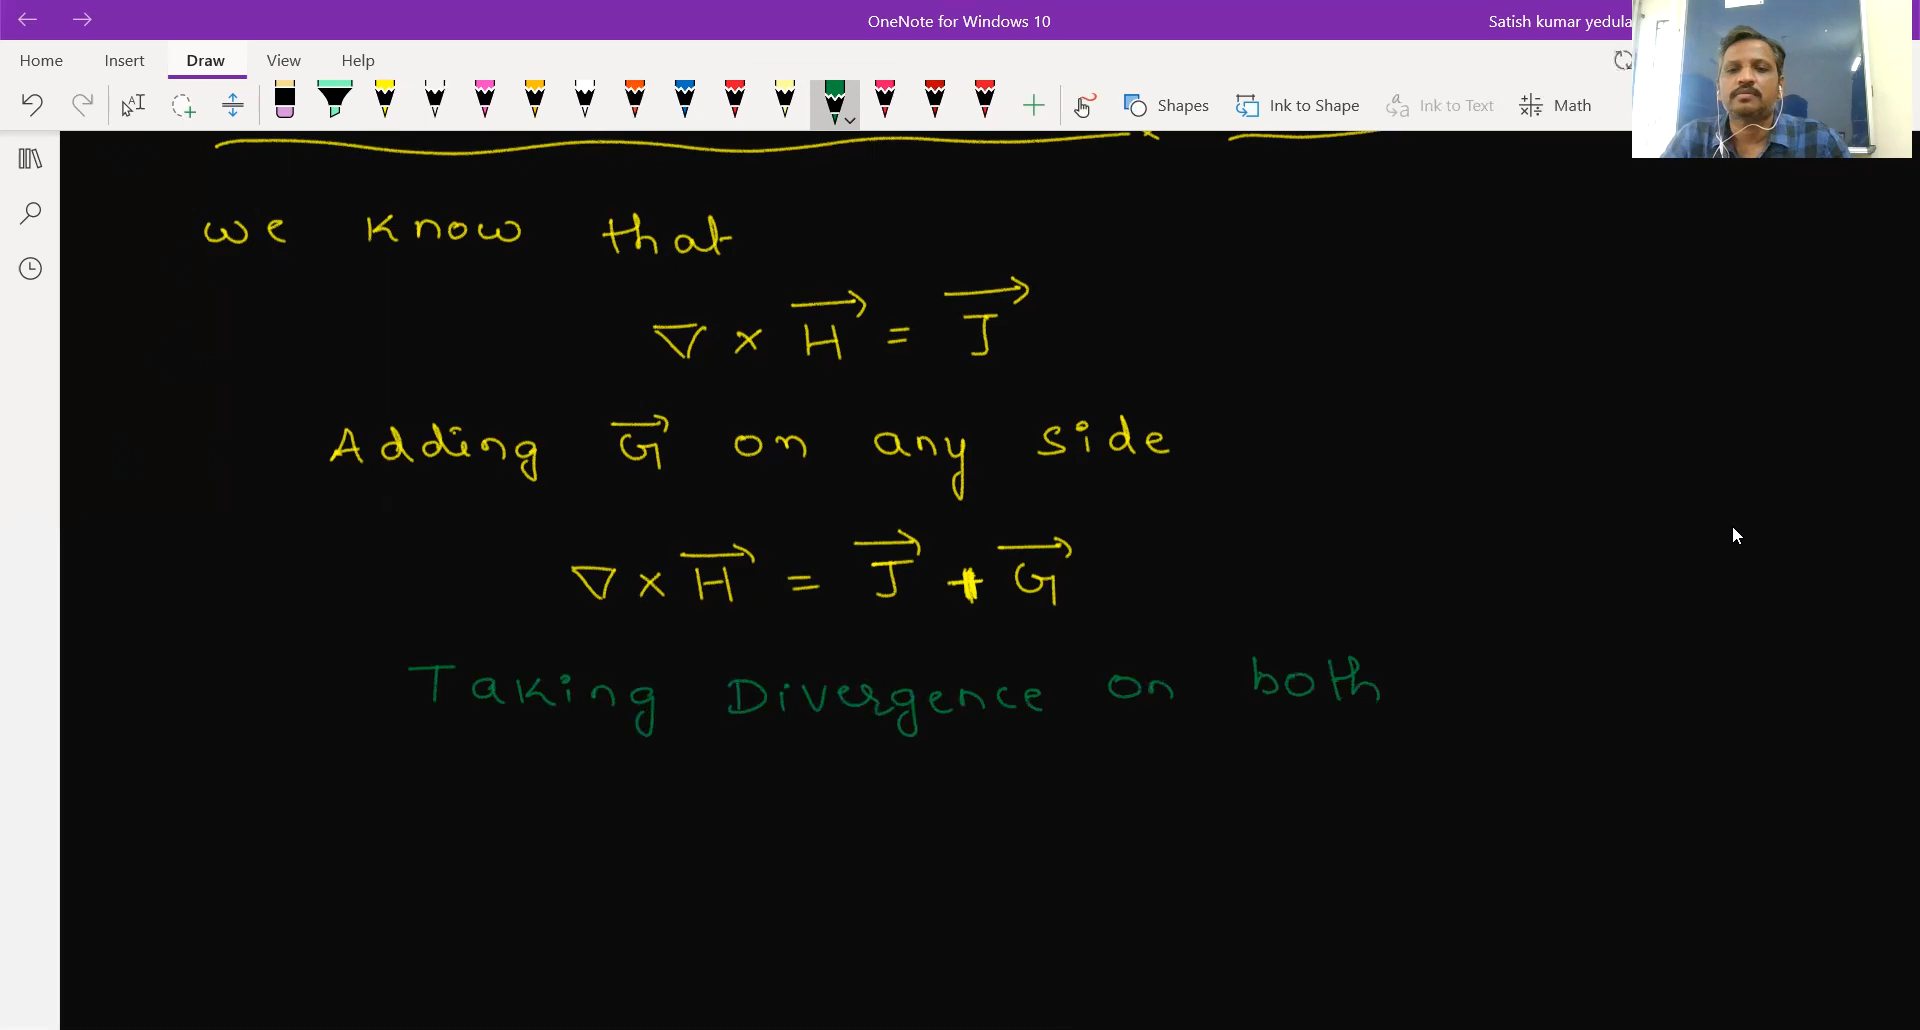 OneNote for Windows 10
Satish kumar yedula
Home Insert Draw View Help
Shapes Ink to Shape Ink to Text Math
we know that
∇ × H⃗ = J⃗
Adding G⃗ on any side
∇ × H⃗ = J⃗ + G⃗
Taking Divergence on both